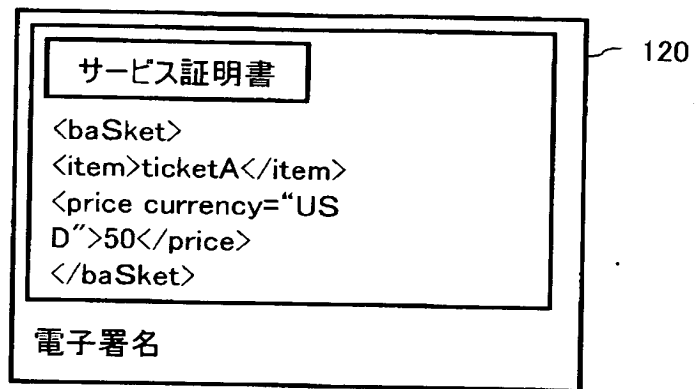 サービス証明書
120
<baSket>
<item>ticketA</item>
<price currency=“US
D″>50</price>
</baSket>
電子署名